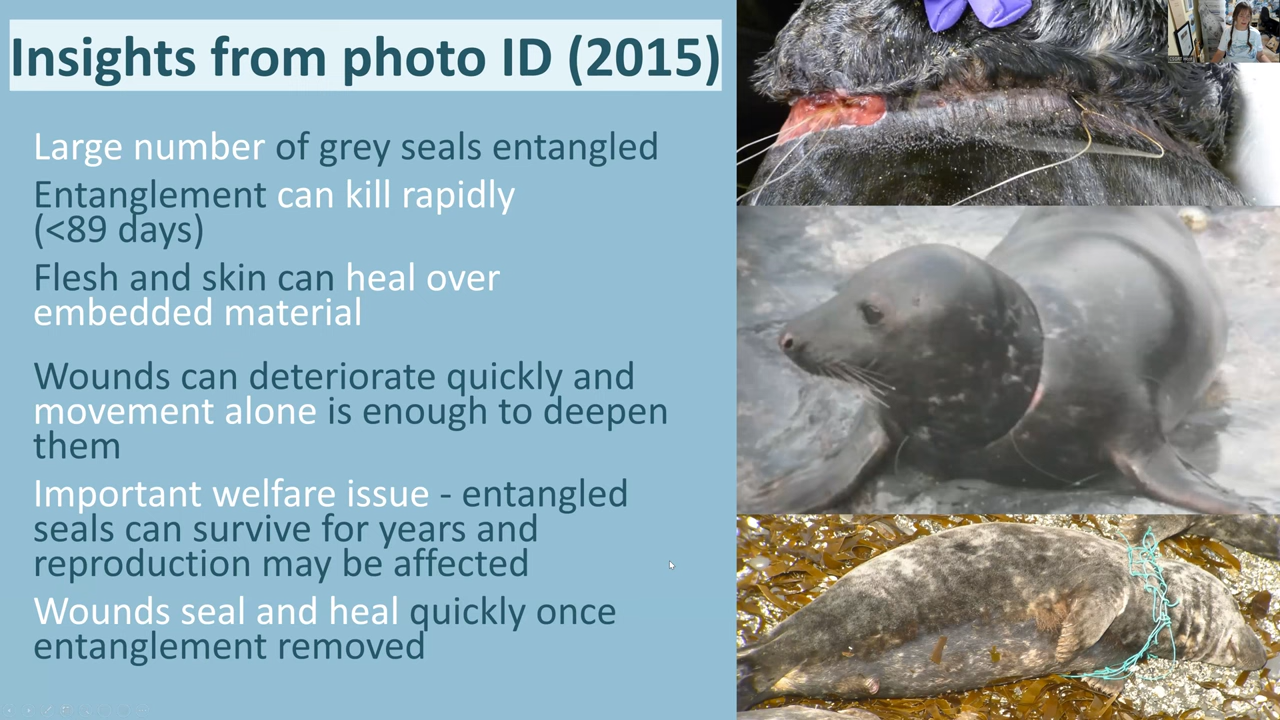 Insights from photo ID (2015)
Large number of grey seals entangled
Entanglement can kill rapidly
(<89 days)
Flesh and skin can heal over
embedded material
Wounds can deteriorate quickly and
movement alone is enough to deepen
them
Important welfare issue - entangled
seals can survive for years and
reproduction may be affected
Wounds seal and heal quickly once
entanglement removed